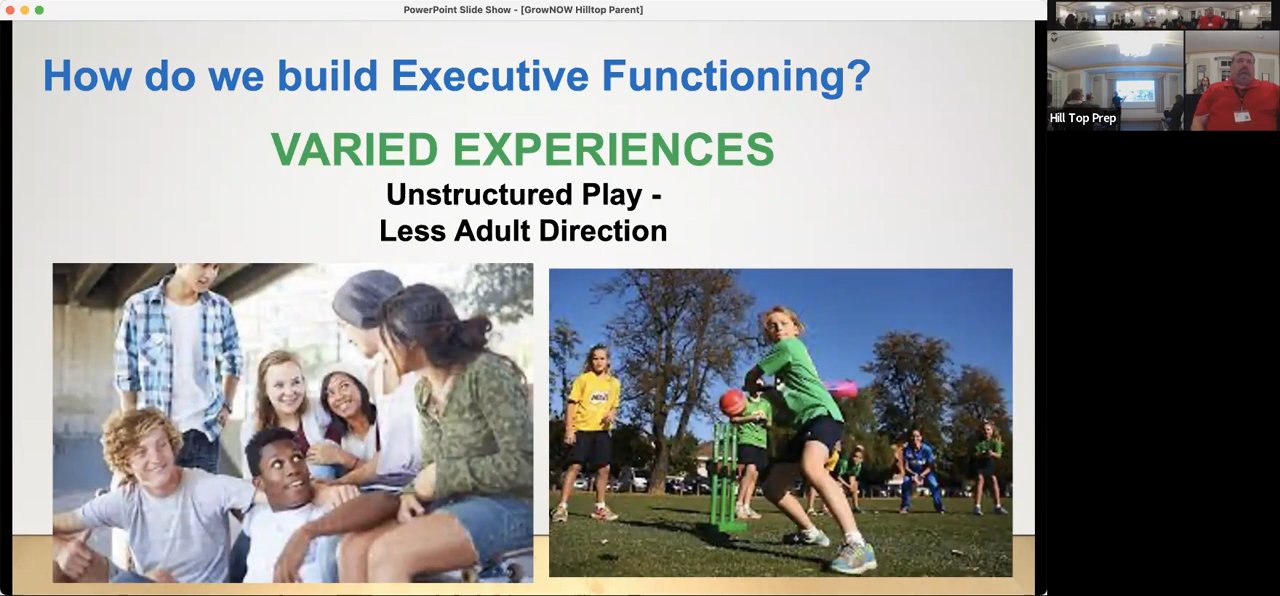 PowerPoint Slide Show - [GrowNOW Hilltop Parent]
How do we build Executive Functioning?
VARIED EXPERIENCES
Unstructured Play -
Less Adult Direction
Hill Top Prep